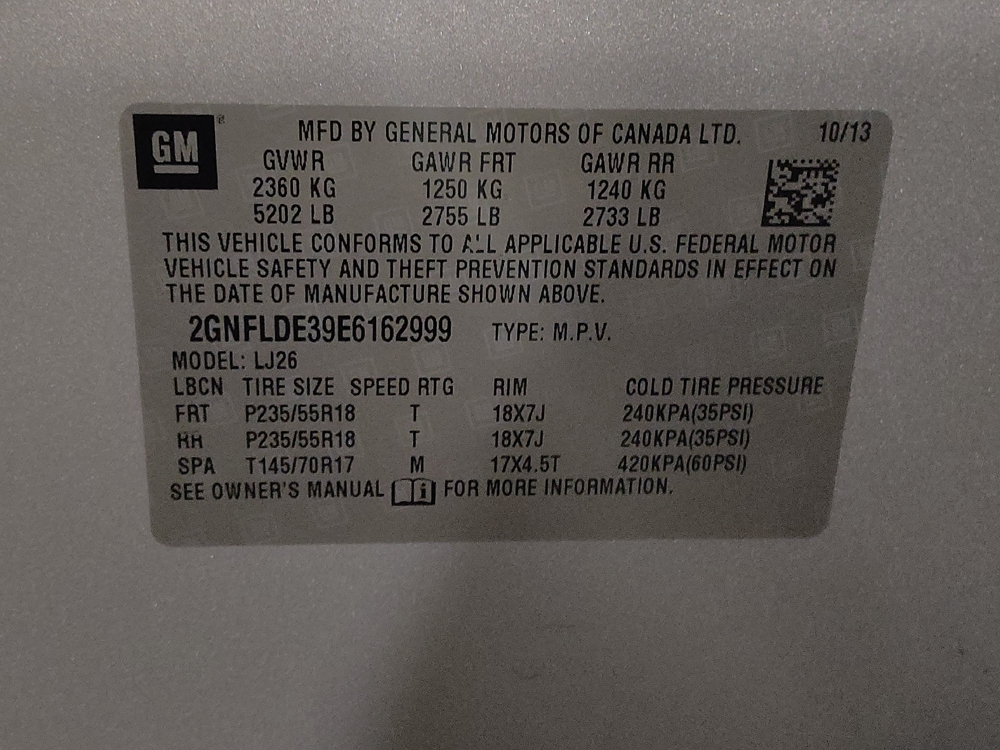 GM ® MFD BY GENERAL MOTORS OF CANADA LTD. 10/13
GVWR GAWR FRT GAWR RR
2360 KG 1250 KG 1240 KG
5202 LB 2755 LB 2733 LB
THIS VEHICLE CONFORMS TO ALL APPLICABLE U.S. FEDERAL MOTOR
VEHICLE SAFETY AND THEFT PREVENTION STANDARDS IN EFFECT ON
THE DATE OF MANUFACTURE SHOWN ABOVE.
2GNFLDE39E6162999 TYPE: M.P.V.
MODEL: LJ26
LBCN TIRE SIZE SPEED RTG RIM COLD TIRE PRESSURE
FRT P235/55R18 T 18X7J 240KPA(35PSI)
RR P235/55R18 T 18X7J 240KPA(35PSI)
SPA T145/70R17 M 17X4.5T 420KPA(60PSI)
SEE OWNER'S MANUAL i FOR MORE INFORMATION.